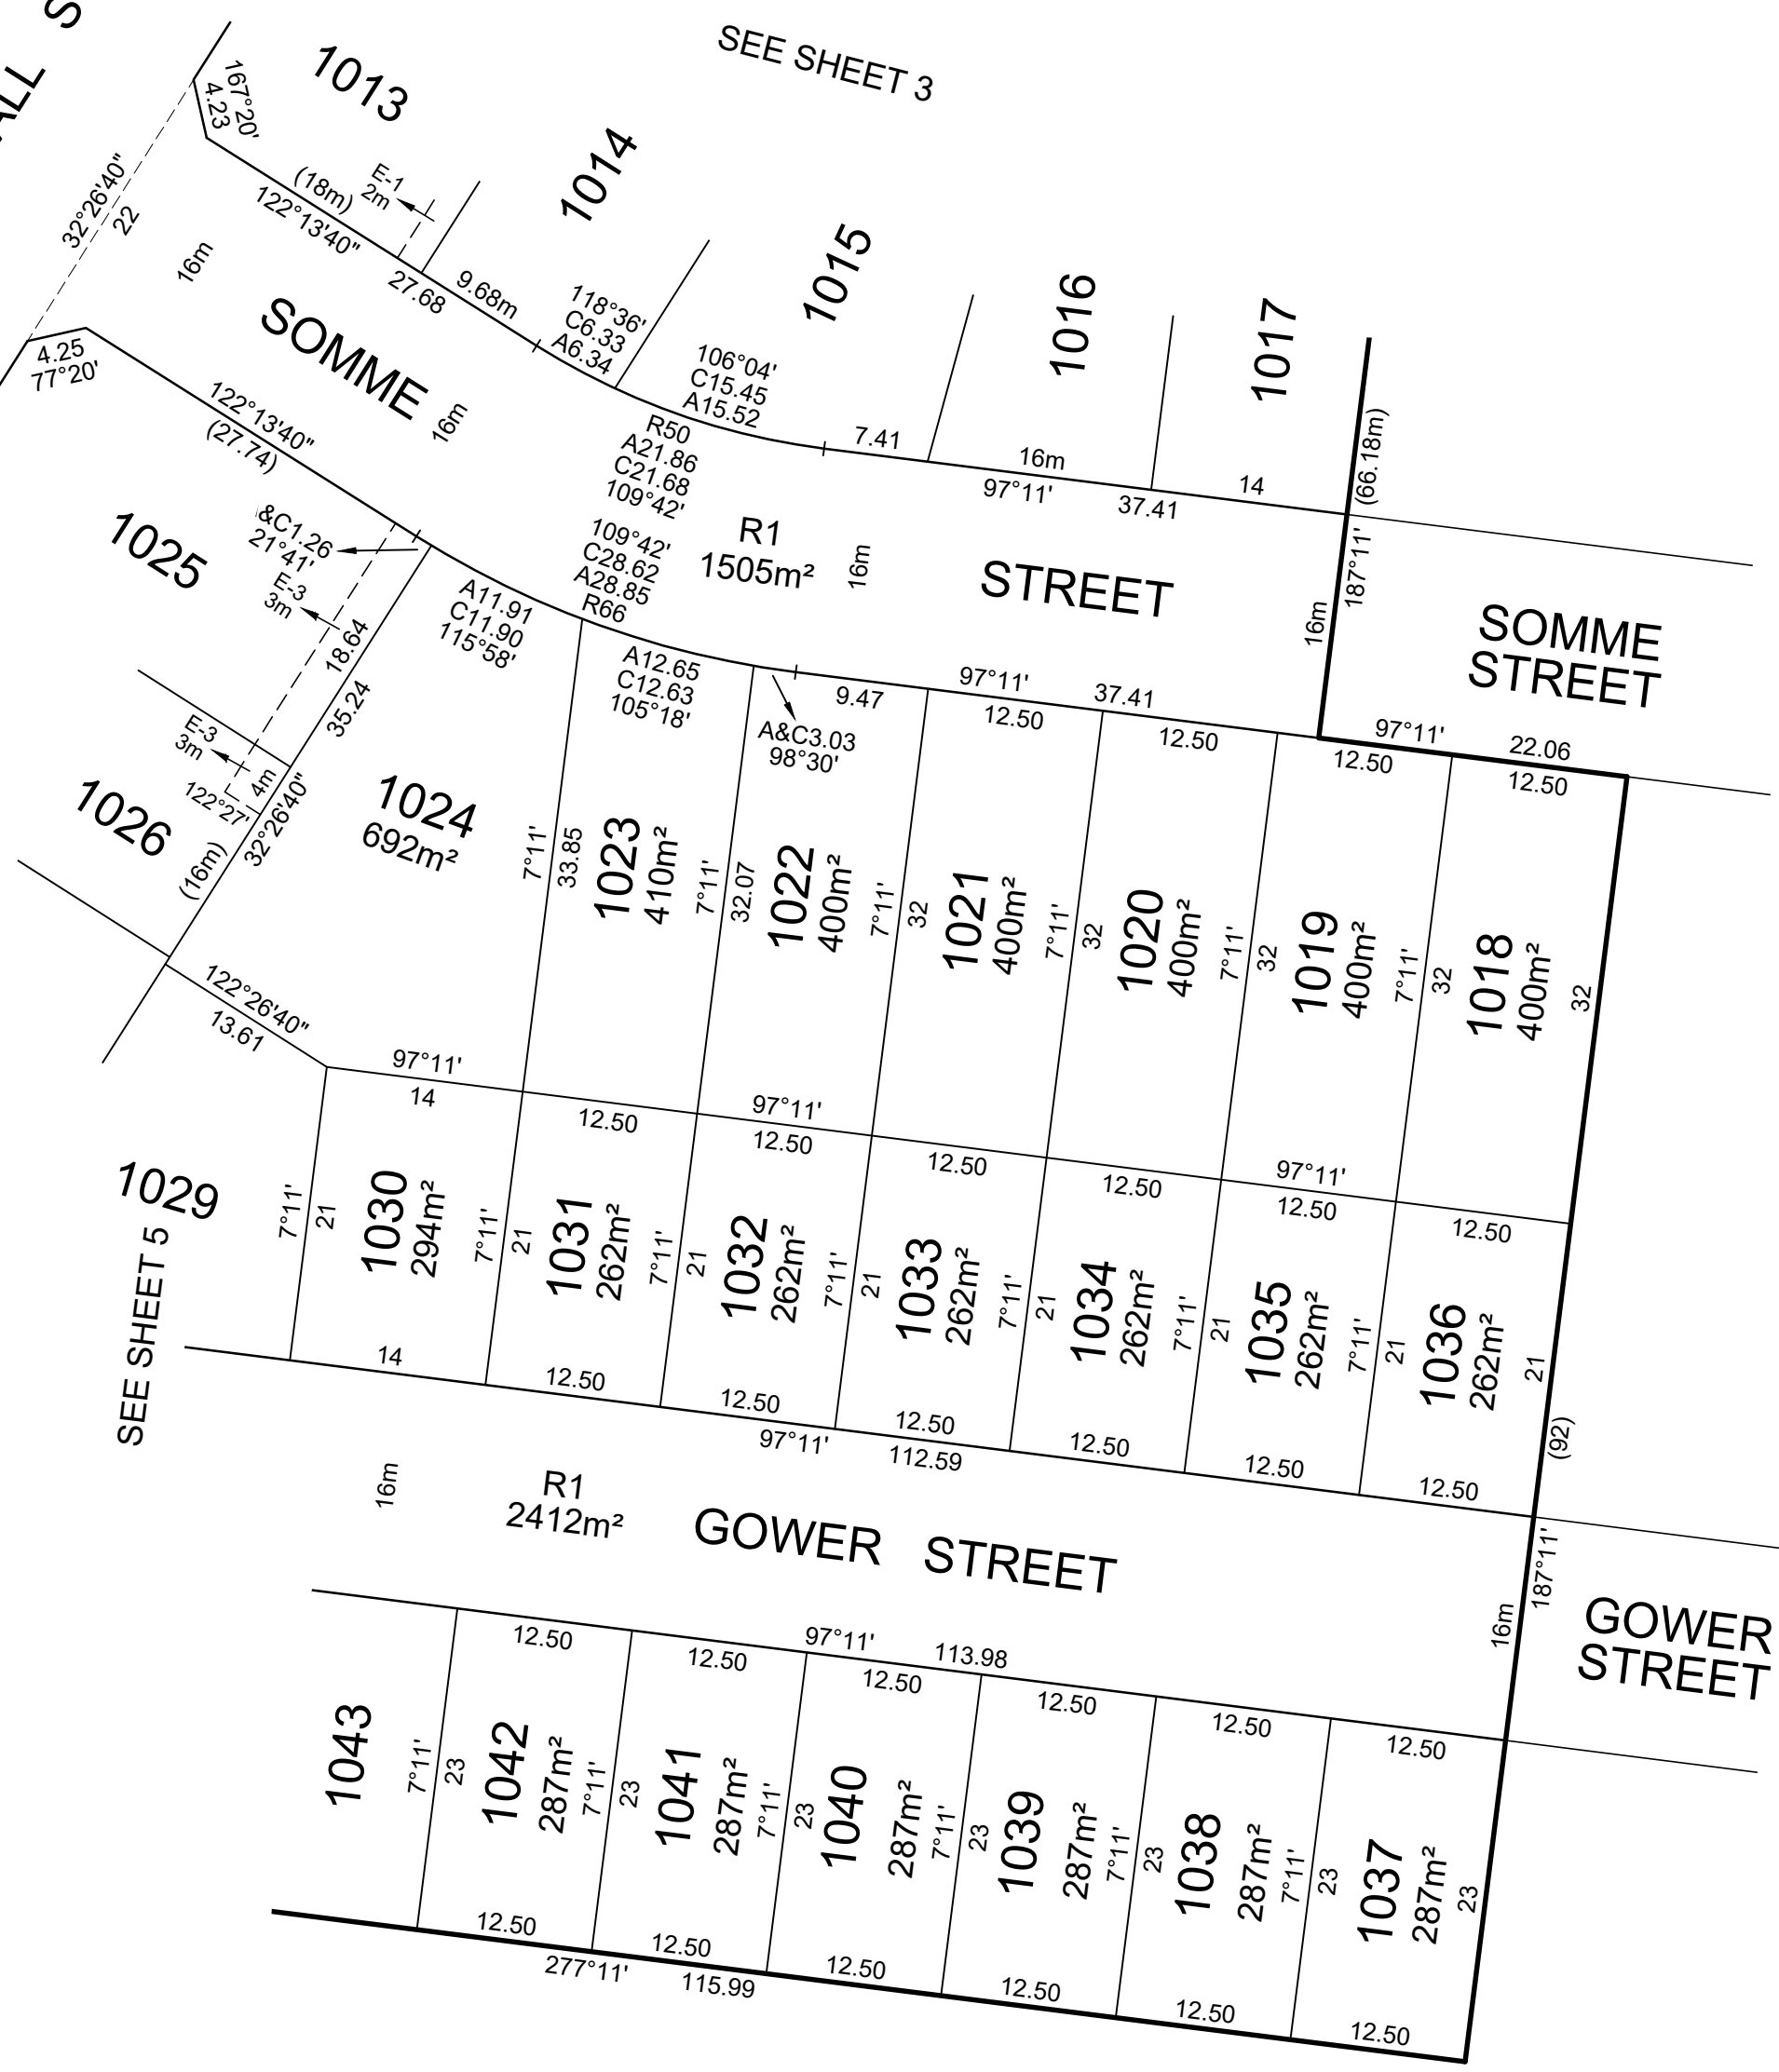 SEE SHEET 3
1013
167°20'
4.23
32°26'40"
22
(18m)
122°13'40"
E-1
2m
27.68
9.68m
1014
118°36'
C6.33
A6.34
1015
106°04'
C15.45
A15.52
7.41
1016
16m
97°11'
37.41
1017
14
(66.18m)
187°11'
16m
16m
SOMME
16m
4.25
77°20'
122°13'40"
(27.74)
R50
A21.86
C21.68
109°42'
109°42'
C28.62
A28.85
R66
R1
1505m²
16m
STREET
SOMME
STREET
1025
&C1.26
21°41'
E-3
3m
18.64
35.24
A11.91
C11.90
115°58'
A12.65
C12.63
105°18'
A&C3.03
98°30'
9.47
97°11'
37.41
12.50
12.50
12.50
97°11'
22.06
12.50
1026
E-3
3m
4m
122°27'
32°26'40"
(16m)
1024
692m²
7°11'
33.85
1023
410m²
7°11'
32.07
1022
400m²
7°11'
32
1021
400m²
7°11'
32
1020
400m²
7°11'
32
1019
400m²
7°11'
32
1018
400m²
32
122°26'40"
13.61
97°11'
14
12.50
97°11'
12.50
12.50
12.50
97°11'
12.50
12.50
1029
SEE SHEET 5
7°11'
21
1030
294m²
7°11'
21
1031
262m²
7°11'
21
1032
262m²
7°11'
21
1033
262m²
7°11'
21
1034
262m²
7°11'
21
1035
262m²
7°11'
21
1036
262m²
21
(92)
14
12.50
12.50
12.50
12.50
12.50
12.50
97°11'
112.59
16m
R1
2412m²
GOWER STREET
187°11'
16m
GOWER
STREET
97°11'
113.98
12.50
12.50
12.50
12.50
12.50
12.50
1043
7°11'
23
1042
287m²
7°11'
23
1041
287m²
7°11'
23
1040
287m²
7°11'
23
1039
287m²
7°11'
23
1038
287m²
7°11'
23
1037
287m²
23
12.50
12.50
12.50
12.50
12.50
12.50
277°11'
115.99